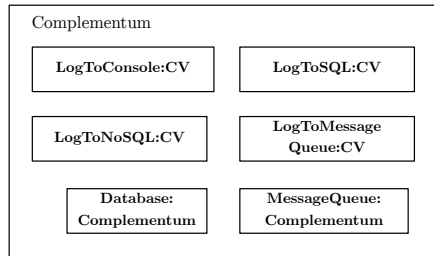 Complementum
LogToConsole:CV
LogToSQL:CV
LogToNoSQL:CV
LogToMessage
Queue:CV
Database:
Complementum
MessageQueue:
Complementum